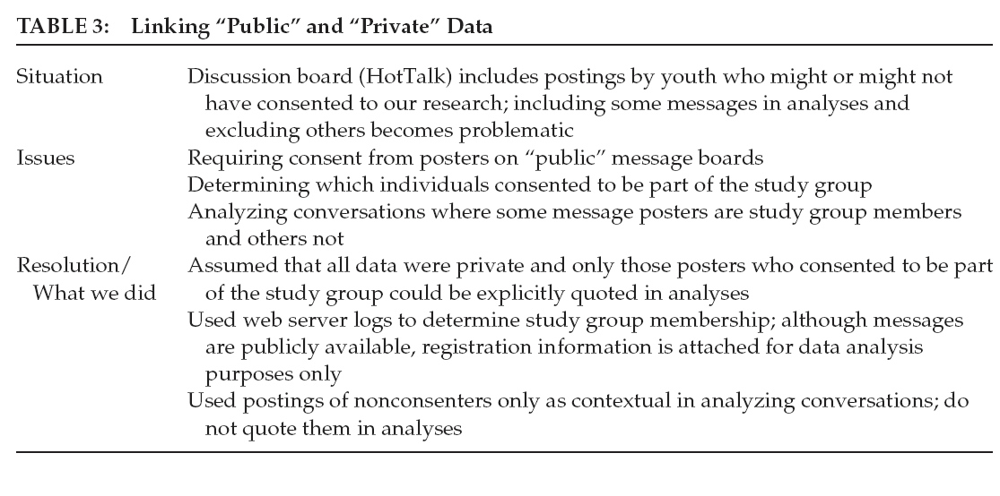 TABLE 3: Linking “Public” and “Private” Data
Situation Discussion board (HotTalk) includes postings by youth who might or might not
have consented to our research; including some messages in analyses and
excluding others becomes problematic
Issues Requiring consent from posters on “public” message boards
Determining which individuals consented to be part of the study group
Analyzing conversations where some message posters are study group members
and others not
Resolution/ Assumed that all data were private and only those posters who consented to be part
What we did of the study group could be explicitly quoted in analyses
Used web server logs to determine study group membership; although messages
are publicly available, registration information is attached for data analysis
purposes only
Used postings of nonconsenters only as contextual in analyzing conversations; do
not quote them in analyses